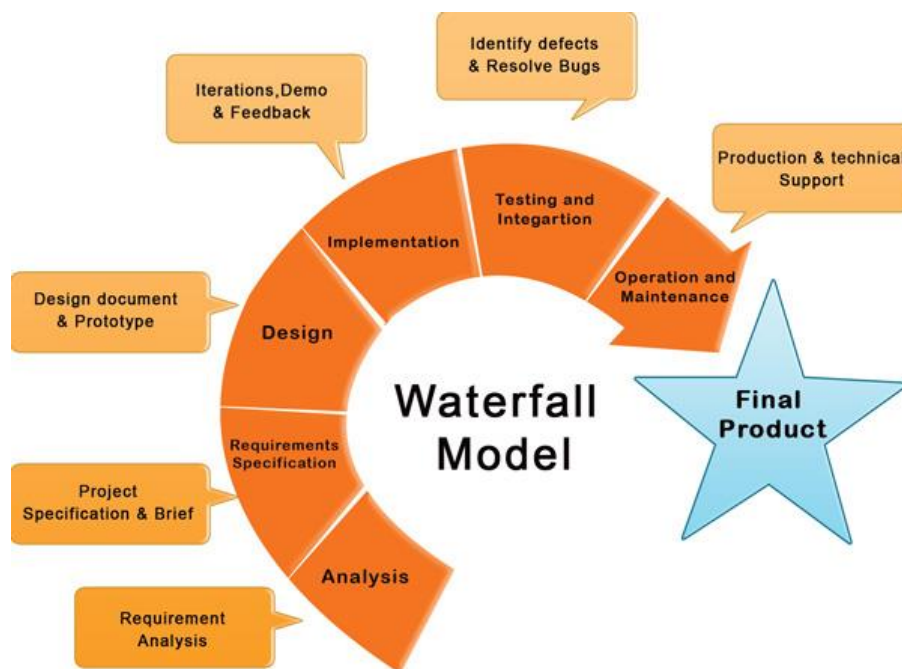 Identify defects
& Resolve Bugs
Iterations,Demo
& Feedback
Production & technical
Support
Testing and
Integartion
Implementation
Operation and
Maintenance
Design document
& Prototype
Design
Waterfall
Model
Final
Product
Requirements
Specification
Project
Specification & Brief
Analysis
Requirement
Analysis